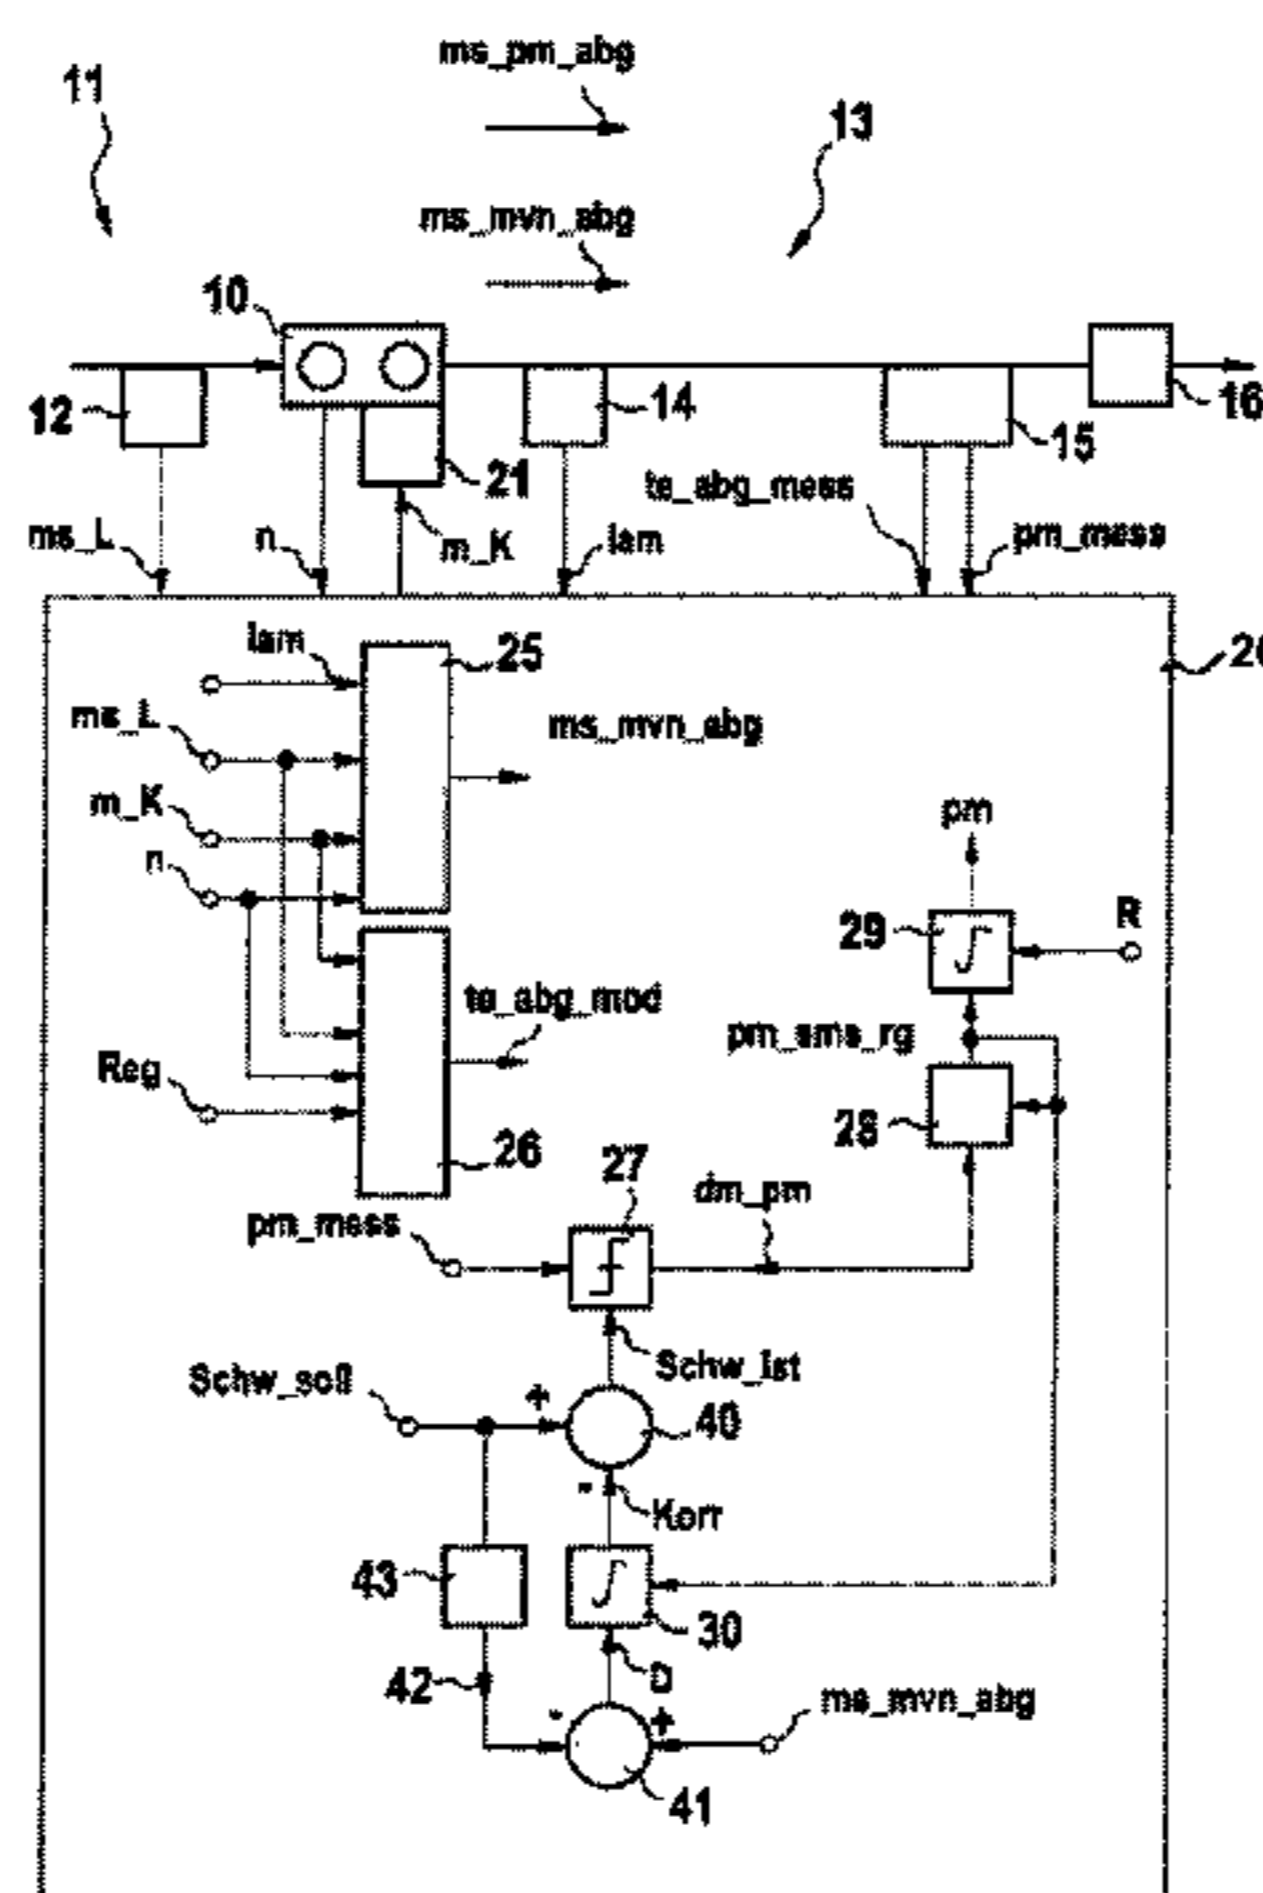 ms_pm_abg
11
13
ms_mvn_abg
10
12
14
16
15
21
te_abg_mess
ms_L
n
m_K
lam
pm_mess
lam
25
ms_L
ms_mvn_abg
m_K
pm
n
29
R
te_abg_mod
pm_sms_rg
Reg
28
26
27
dm_pm
pm_mess
Schw_ist
Schw_soll
+
40
-
Korr
43
30
42
D
ms_mvn_abg
-
+
41